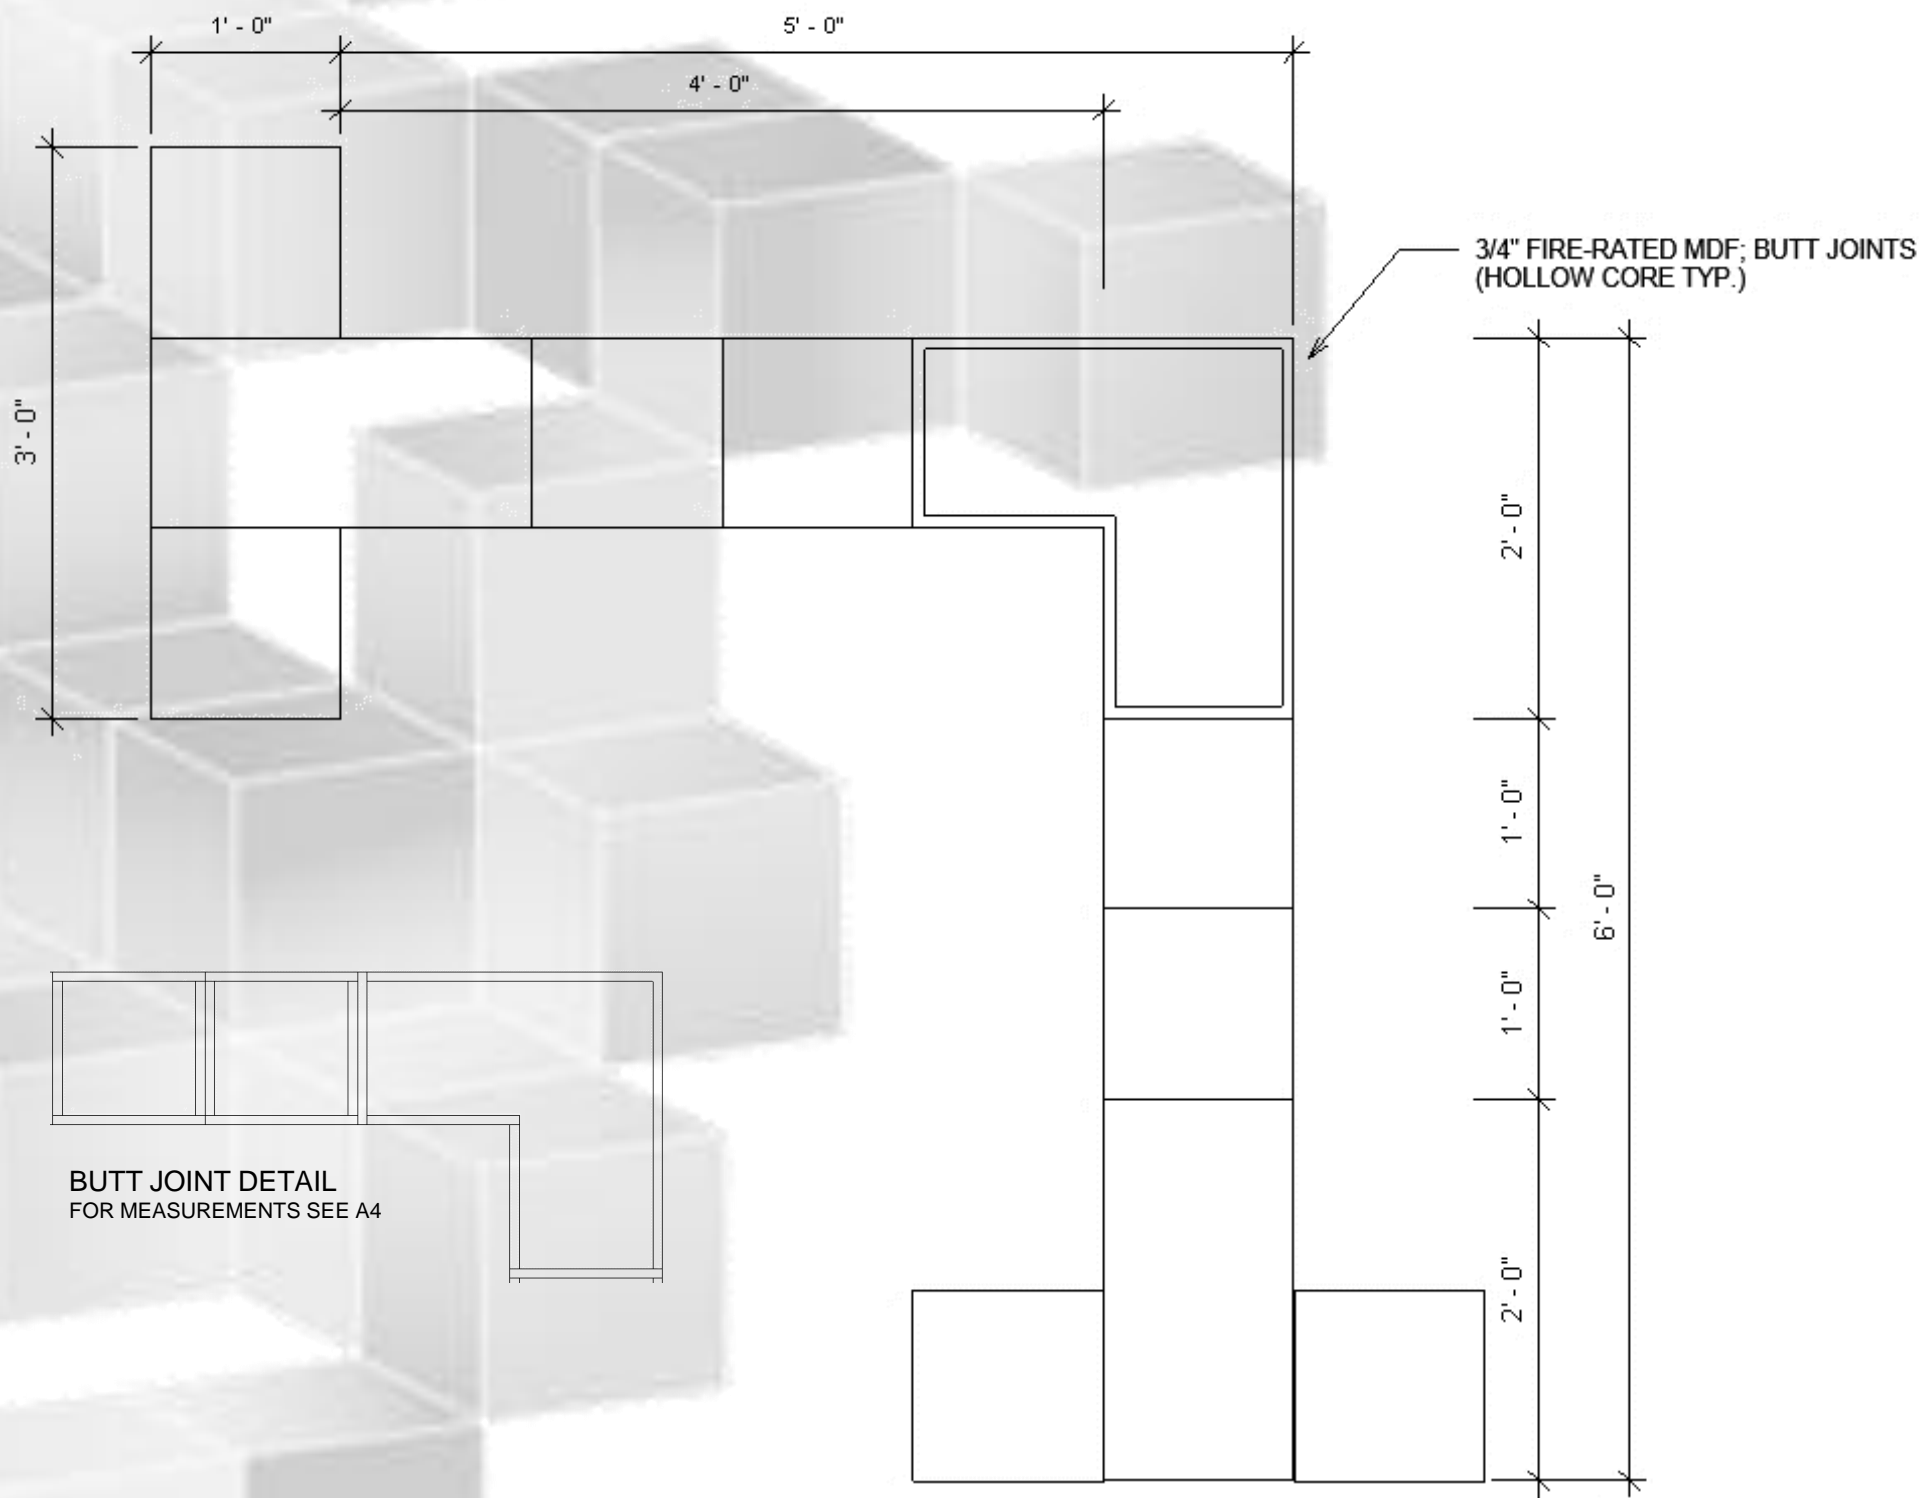 1' - 0"
5' - 0"
4' - 0"
3/4" FIRE-RATED MDF; BUTT JOINTS
(HOLLOW CORE TYP.)
3' - 0"
2' - 0"
1' - 0"
6' - 0"
1' - 0"
BUTT JOINT DETAIL
FOR MEASUREMENTS SEE A4
2' - 0"